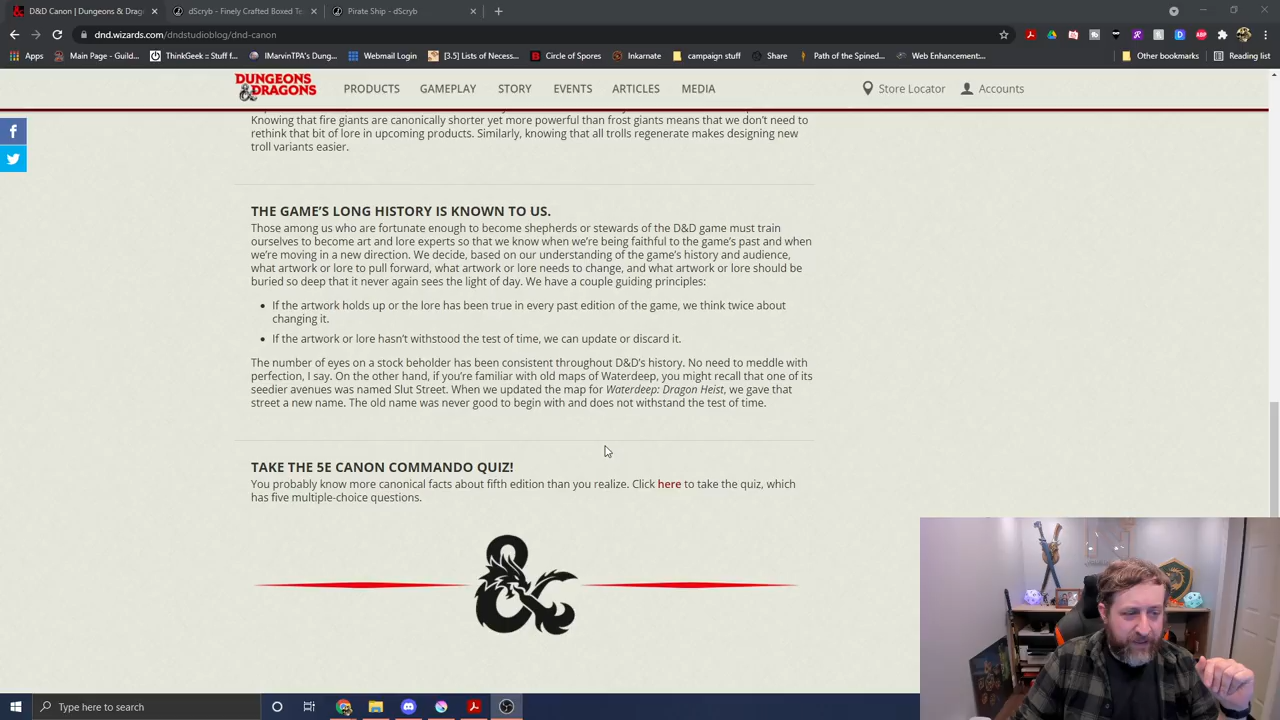 D&D Canon | Dungeons & Drag
dScryb - Finely Crafted Boxed Te
Pirate Ship - dScryb
dnd.wizards.com/dndstudioblog/dnd-canon
Apps
Main Page - Guild...
ThinkGeek :: Stuff f...
IMarvinTPA's Dung...
Webmail Login
[3.5] Lists of Necess...
Circle of Spores
Inkarnate
campaign stuff
Share
Path of the Spined...
Web Enhancement:...
Other bookmarks
Reading list
DUNGEONS & DRAGONS
PRODUCTS
GAMEPLAY
STORY
EVENTS
ARTICLES
MEDIA
Store Locator
Accounts
Knowing that fire giants are canonically shorter yet more powerful than frost giants means that we don't need to
rethink that bit of lore in upcoming products. Similarly, knowing that all trolls regenerate makes designing new
troll variants easier.
THE GAME'S LONG HISTORY IS KNOWN TO US.
Those among us who are fortunate enough to become shepherds or stewards of the D&D game must train
ourselves to become art and lore experts so that we know when we're being faithful to the game's past and when
we're moving in a new direction. We decide, based on our understanding of the game's history and audience,
what artwork or lore to pull forward, what artwork or lore needs to change, and what artwork or lore should be
buried so deep that it never again sees the light of day. We have a couple guiding principles:
• If the artwork holds up or the lore has been true in every past edition of the game, we think twice about
changing it.
• If the artwork or lore hasn't withstood the test of time, we can update or discard it.
The number of eyes on a stock beholder has been consistent throughout D&D's history. No need to meddle with
perfection, I say. On the other hand, if you're familiar with old maps of Waterdeep, you might recall that one of its
seedier avenues was named Slut Street. When we updated the map for Waterdeep: Dragon Heist, we gave that
street a new name. The old name was never good to begin with and does not withstand the test of time.
TAKE THE 5E CANON COMMANDO QUIZ!
You probably know more canonical facts about fifth edition than you realize. Click here to take the quiz, which
has five multiple-choice questions.
Type here to search